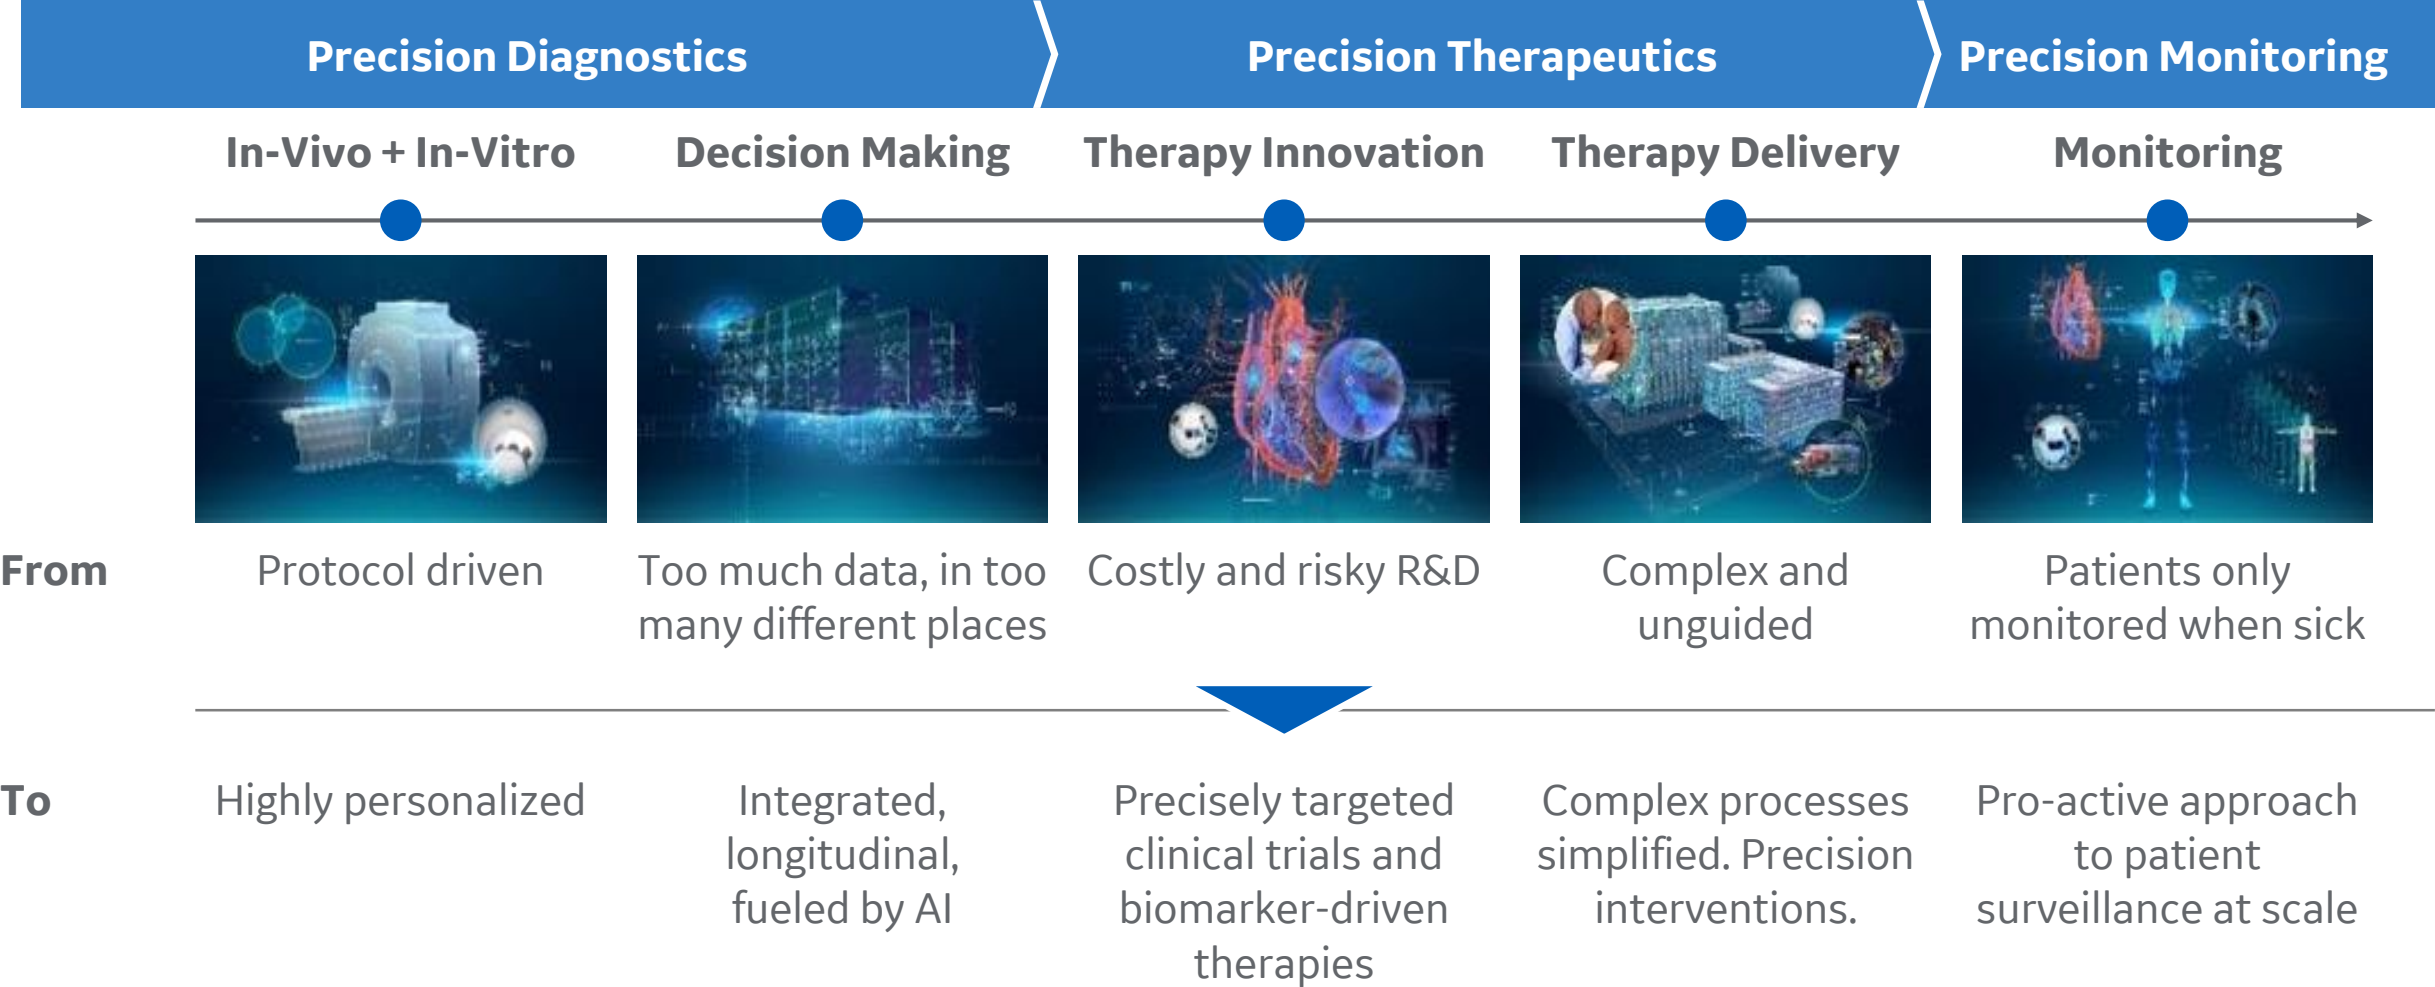 Precision Diagnostics
Precision Therapeutics
Precision Monitoring
In-Vivo + In-Vitro
Decision Making
Therapy Innovation
Therapy Delivery
Monitoring
From
Protocol driven
Too much data, in too
many different places
Costly and risky R&D
Complex and
unguided
Patients only
monitored when sick
To
Highly personalized
Integrated,
longitudinal,
fueled by AI
Precisely targeted
clinical trials and
biomarker-driven
therapies
Complex processes
simplified. Precision
interventions.
Pro-active approach
to patient
surveillance at scale